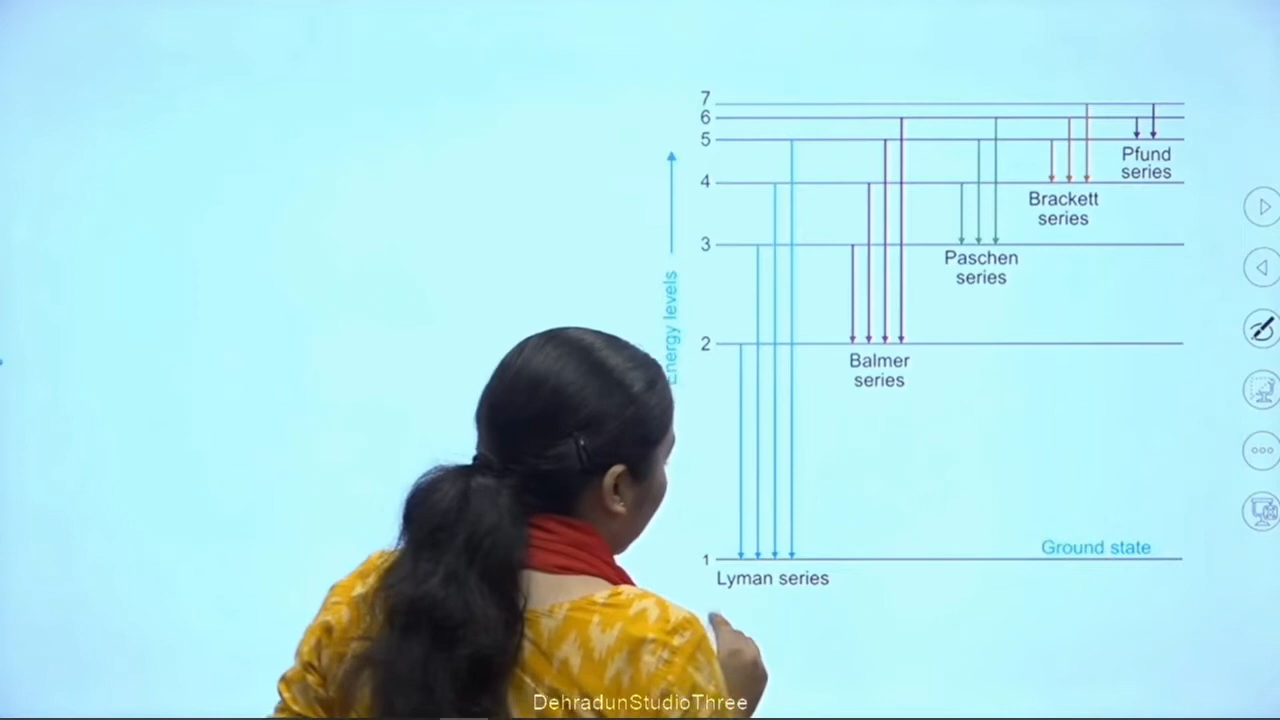 7
6
5
4
3
2
1
Energy levels
Pfund
series
Brackett
series
Paschen
series
Balmer
series
Ground state
Lyman series
DehradunStudioThree